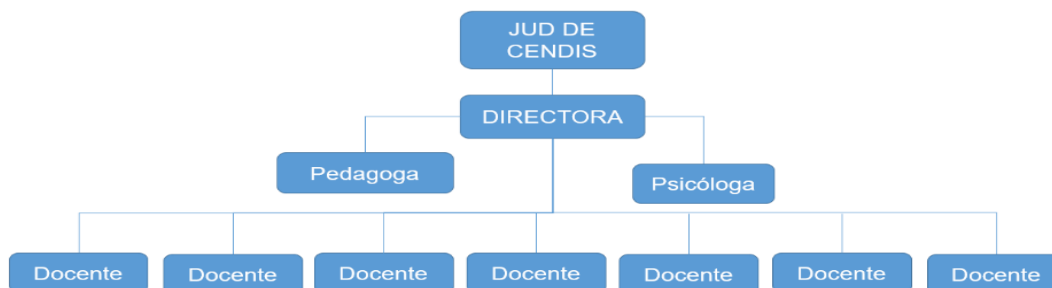 JUD DE
CENDIS
DIRECTORA
Pedagoga
Psicóloga
Docente
Docente
Docente
Docente
Docente
Docente
Docente